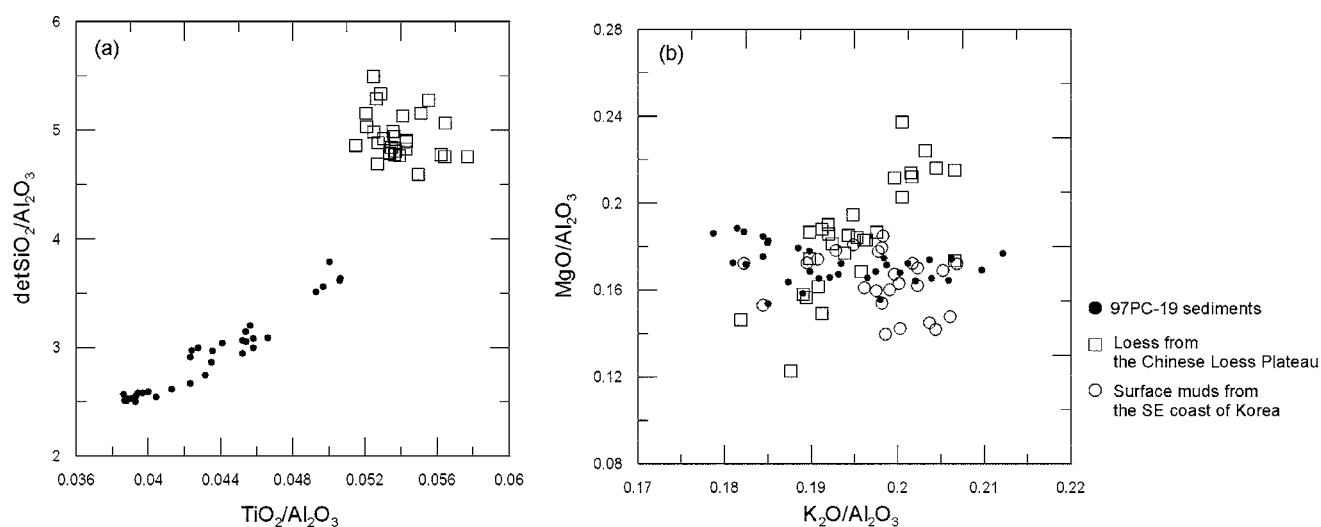 (a)
6
5
4
3
2
detSiO₂/Al₂O₃
0.036 0.04 0.044 0.048 0.052 0.056 0.06
TiO₂/Al₂O₃
(b)
0.28
0.24
0.2
0.16
0.12
0.08
MgO/Al₂O₃
0.17 0.18 0.19 0.2 0.21 0.22
K₂O/Al₂O₃
97PC-19 sediments
Loess from
the Chinese Loess Plateau
Surface muds from
the SE coast of Korea